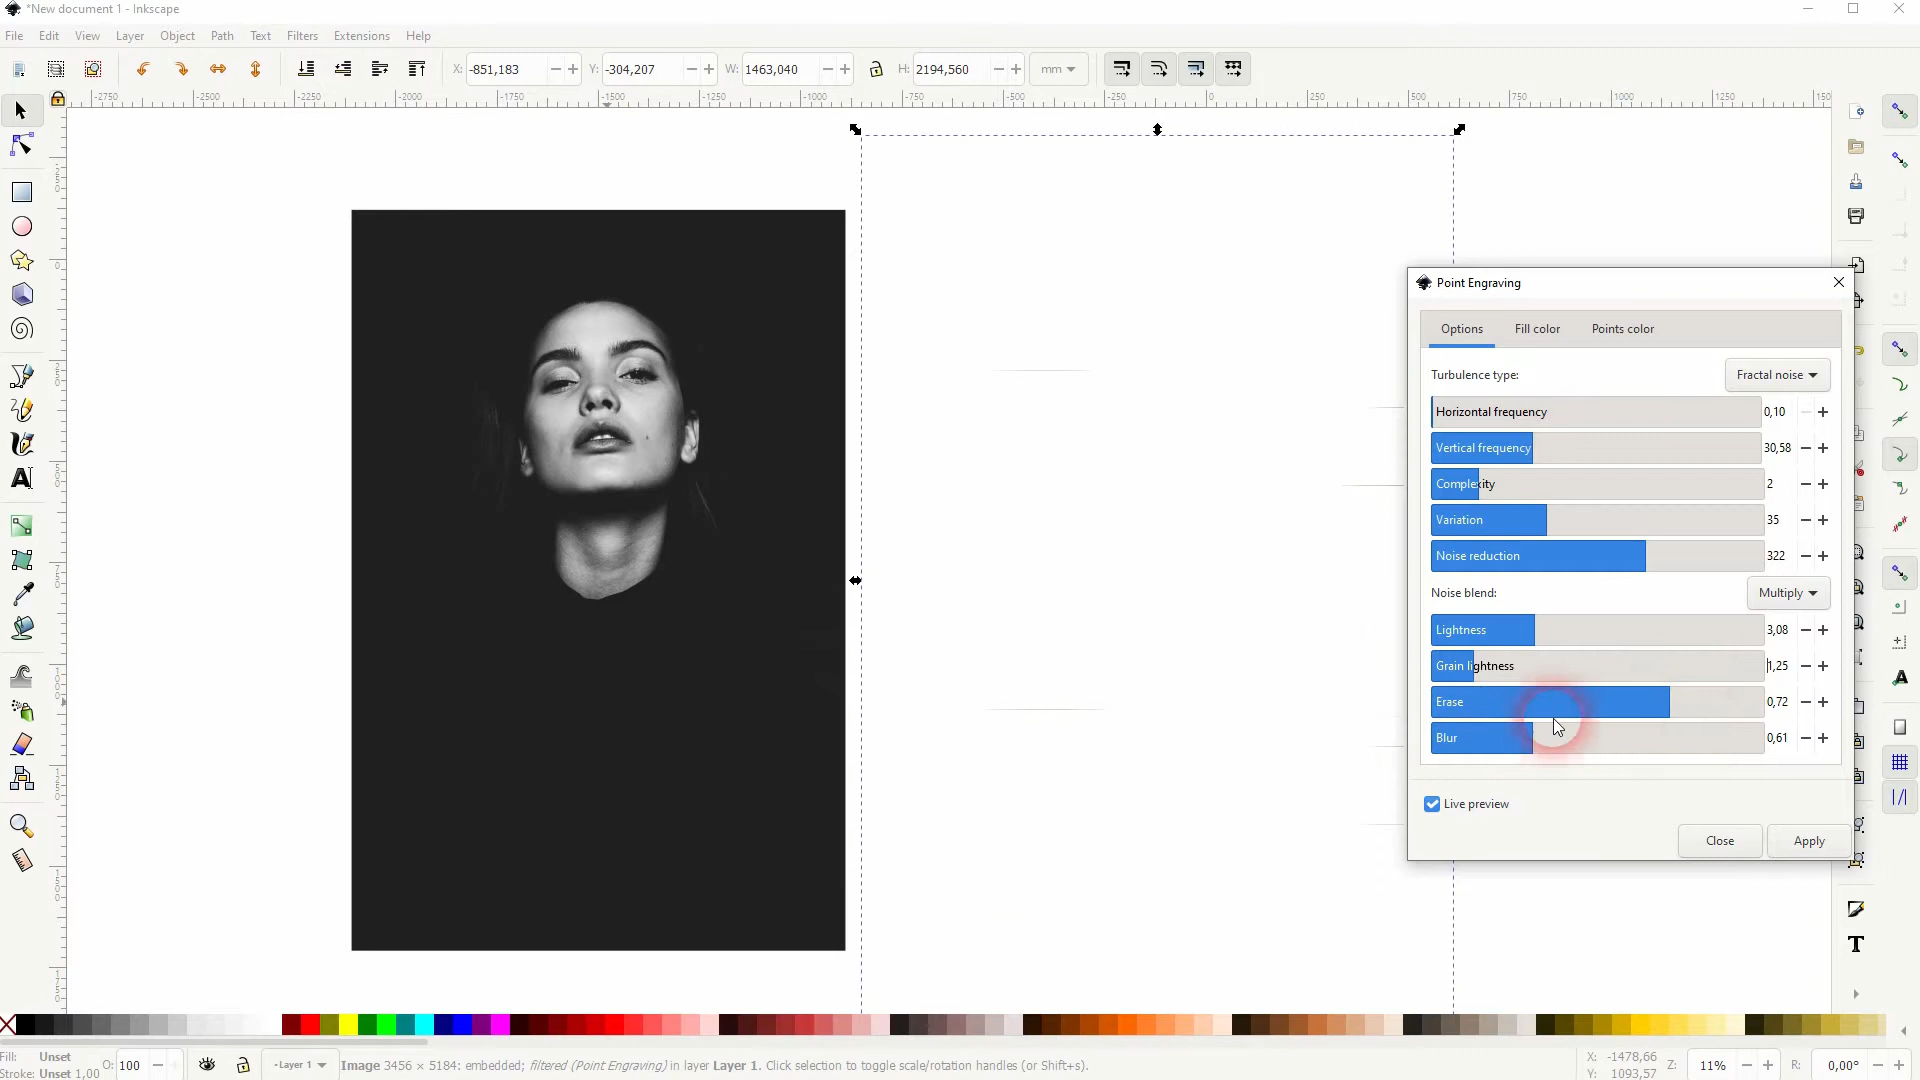 *New document 1 - Inkscape
File Edit View Layer Object Path Text Filters Extensions Help
X: -851,183 Y: -304,207 W: 1463,040 H: 2194,560 mm
-2750 -2500 -2250 -2000 -1750 -1500 -1250 -1000 -750 -500 -250 0 250 500 750 1000 1250 150
Point Engraving
Options Fill color Points color
Turbulence type: Fractal noise
Horizontal frequency 0,10
Vertical frequency 30,58
Complexity 2
Variation 35
Noise reduction 322
Noise blend: Multiply
Lightness 3,08
Grain lightness 1,25
Erase 0,72
Blur 0,61
Live preview
Close Apply
Fill: Unset
Stroke: Unset 1,00
O: 100
-Layer 1
Image 3456 × 5184: embedded; filtered (Point Engraving) in layer Layer 1. Click selection to toggle scale/rotation handles (or Shift+s).
X: -1478,66
Y: 1093,57
Z: 11%
R: 0,00°